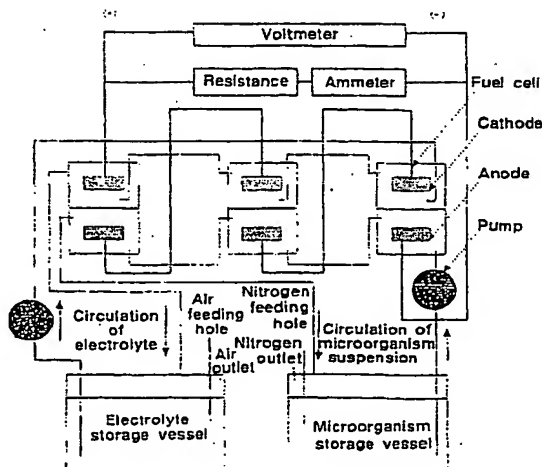 (+)
(-)
Voltmeter
Resistance
Ammeter
Fuel cell
Cathode
Anode
Pump
Circulation
of
electrolyte
Air
feeding
hole
Air
outlet
Nitrogen
feeding
hole
Nitrogen
outlet
Circulation of
microorganism
suspension
Electrolyte
storage vessel
Microorganism
storage vessel